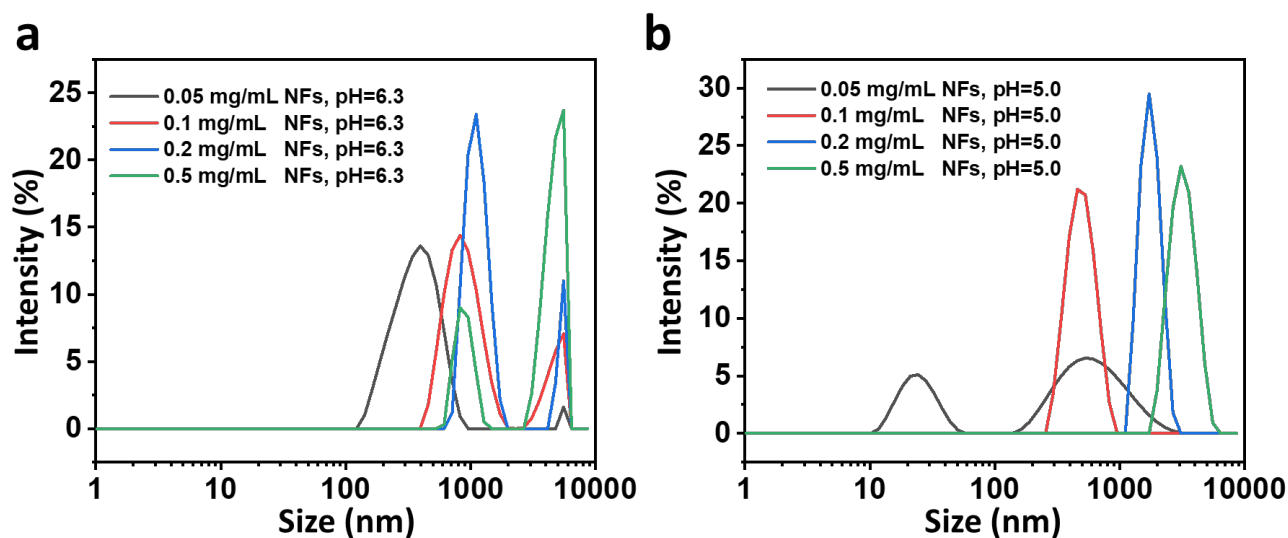 a
Intensity (%)
25
20
15
10
5
0
0.05 mg/mL NFs, pH=6.3
0.1 mg/mL NFs, pH=6.3
0.2 mg/mL NFs, pH=6.3
0.5 mg/mL NFs, pH=6.3
1 10 100 1000 10000
Size (nm)
b
Intensity (%)
30
25
20
15
10
5
0
0.05 mg/mL NFs, pH=5.0
0.1 mg/mL NFs, pH=5.0
0.2 mg/mL NFs, pH=5.0
0.5 mg/mL NFs, pH=5.0
1 10 100 1000 10000
Size (nm)